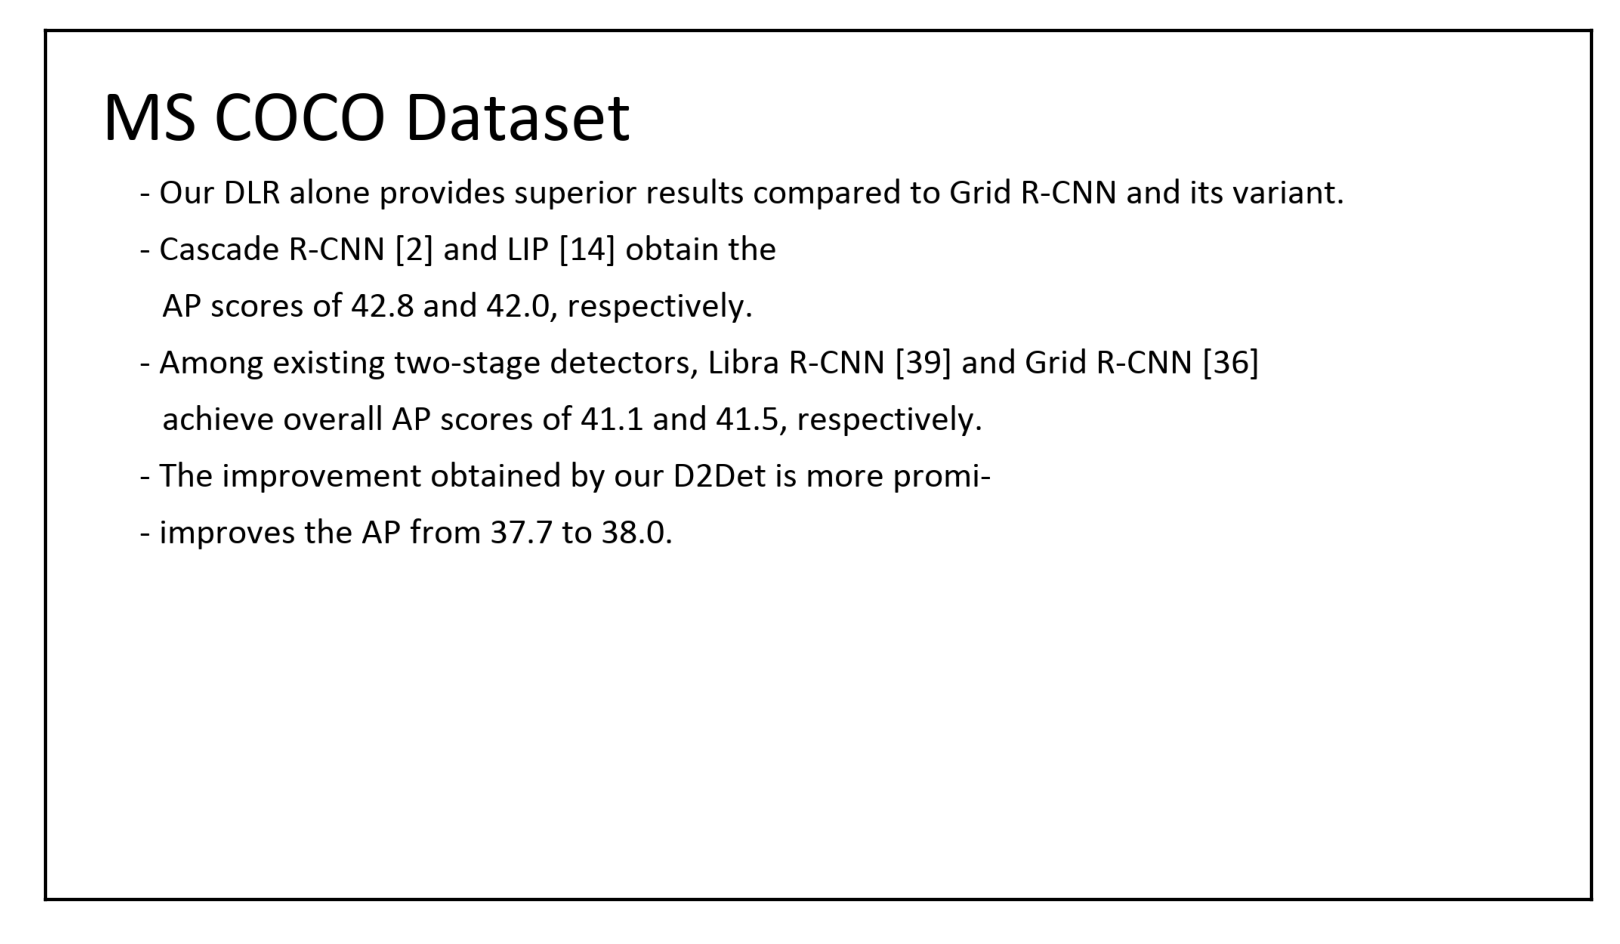 MS COCO Dataset
- Our DLR alone provides superior results compared to Grid R-CNN and its variant.
- Cascade R-CNN [2] and LIP [14] obtain the
AP scores of 42.8 and 42.0, respectively.
- Among existing two-stage detectors, Libra R-CNN [39] and Grid R-CNN [36]
achieve overall AP scores of 41.1 and 41.5, respectively.
- The improvement obtained by our D2Det is more promi-
- improves the AP from 37.7 to 38.0.